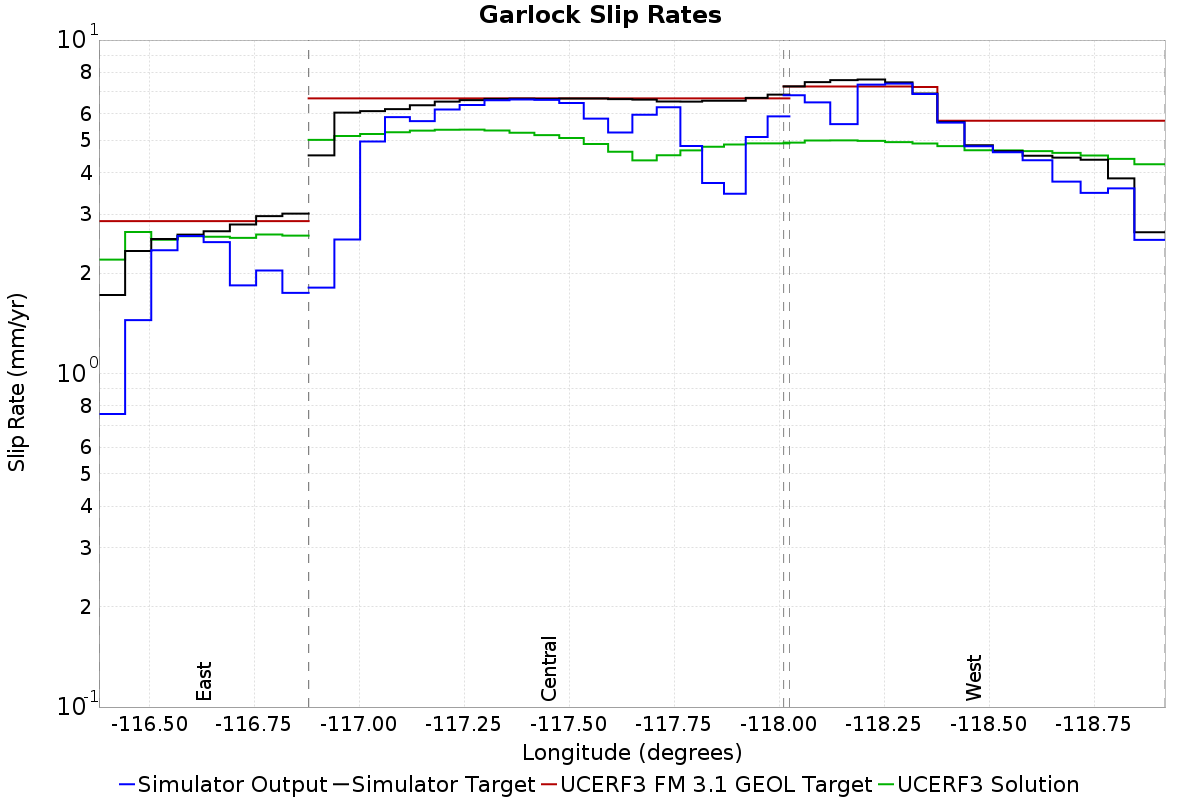 Garlock Slip Rates
10^1
8
6
5
4
3
2
10^0
8
6
5
4
3
2
10^-1
Slip Rate (mm/yr)
East
Central
West
-116.50 -116.75 -117.00 -117.25 -117.50 -117.75 -118.00 -118.25 -118.50 -118.75
Longitude (degrees)
Simulator Output Simulator Target UCERF3 FM 3.1 GEOL Target UCERF3 Solution